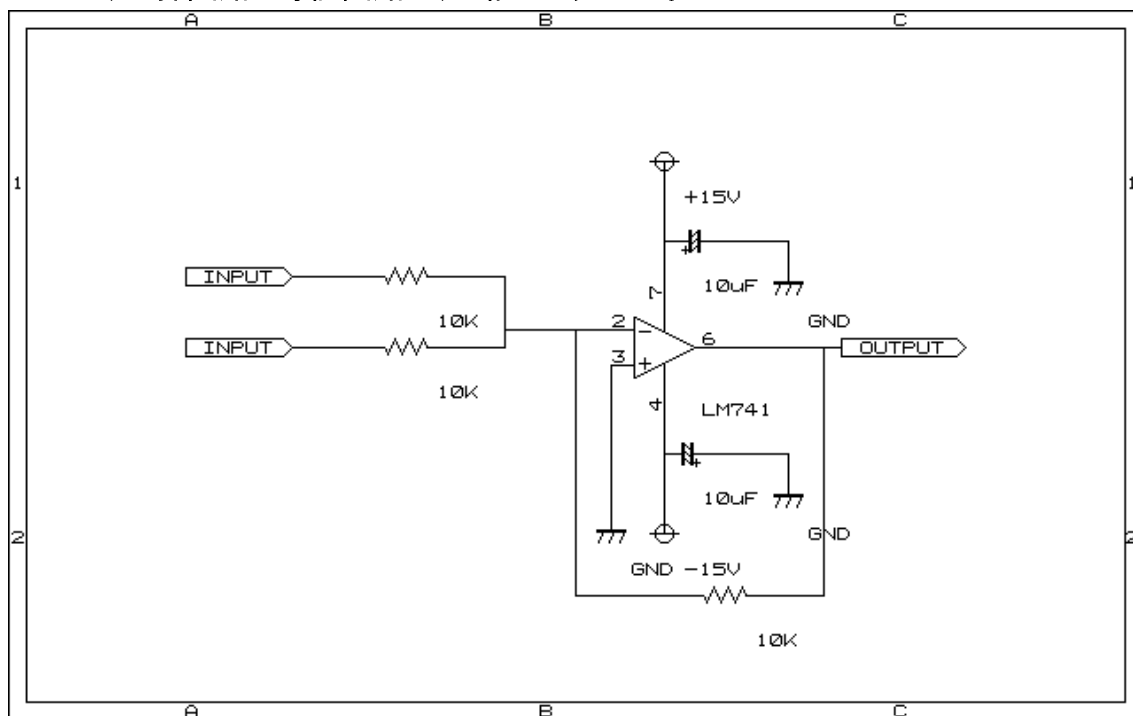 A B C
1 1
+15V
INPUT
7
10uF
10K
2
-
GND
6
INPUT
3
+
OUTPUT
10K
4
LM741
+
10uF
2 2
GND
GND -15V
10K
A B C